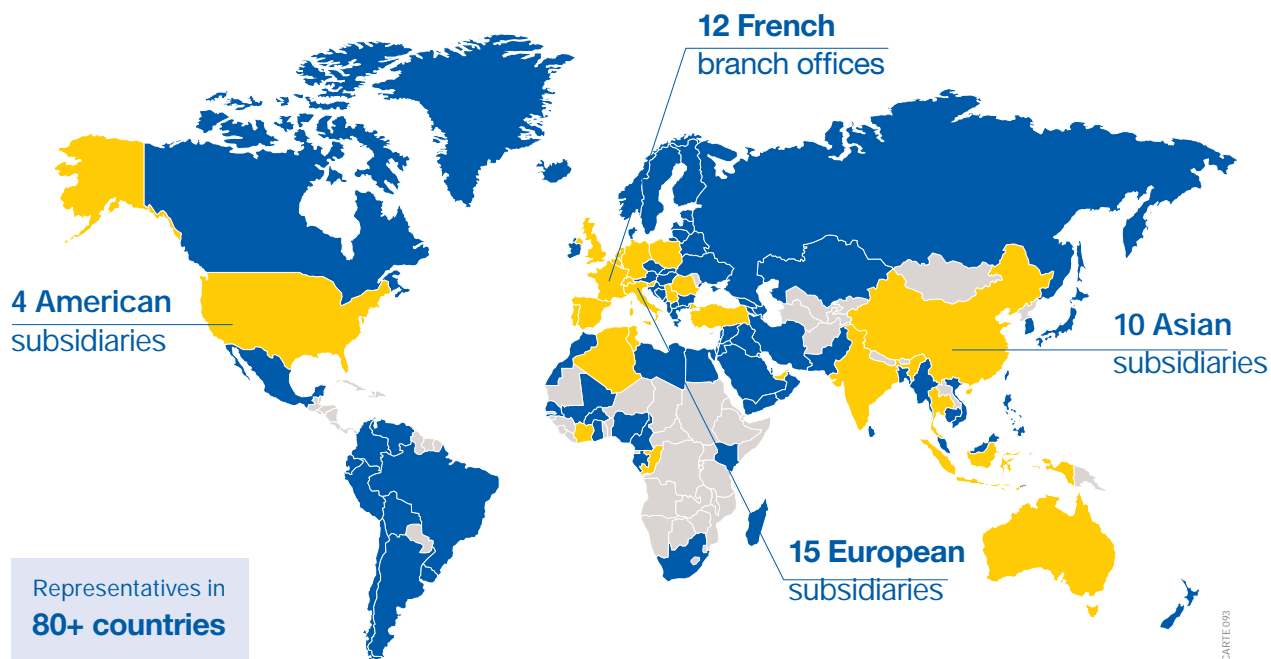 12 French
branch offices
4 American
subsidiaries
10 Asian
subsidiaries
15 European
subsidiaries
Representatives in
80+ countries
CARTE 093